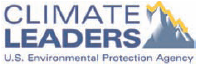 CLIMATE
LEADERS
U.S. Environmental Protection Agency